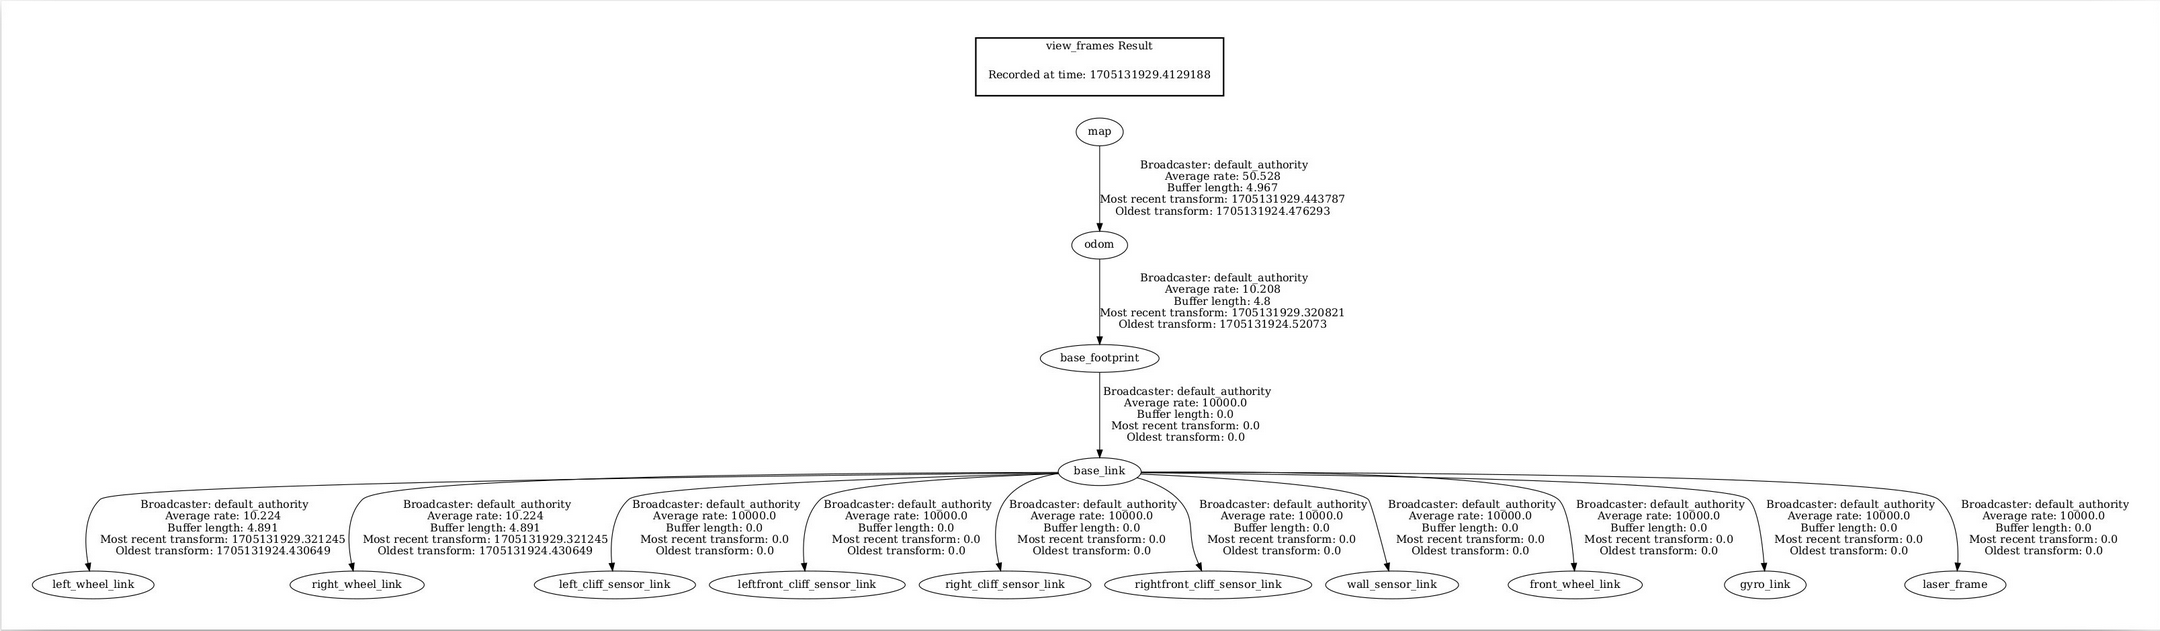 view_frames Result
Recorded at time: 1705131929.4129188
map
Broadcaster: default_authority
Average rate: 50.528
Buffer length: 4.967
Most recent transform: 1705131929.443787
Oldest transform: 1705131924.476293
odom
Broadcaster: default_authority
Average rate: 10.208
Buffer length: 4.8
Most recent transform: 1705131929.320821
Oldest transform: 1705131924.52073
base_footprint
Broadcaster: default_authority
Average rate: 10000.0
Buffer length: 0.0
Most recent transform: 0.0
Oldest transform: 0.0
base_link
Broadcaster: default_authority
Average rate: 10.224
Buffer length: 4.891
Most recent transform: 1705131929.321245
Oldest transform: 1705131924.430649
left_wheel_link
Broadcaster: default_authority
Average rate: 10.224
Buffer length: 4.891
Most recent transform: 1705131929.321245
Oldest transform: 1705131924.430649
right_wheel_link
Broadcaster: default_authority
Average rate: 10000.0
Buffer length: 0.0
Most recent transform: 0.0
Oldest transform: 0.0
left_cliff_sensor_link
Broadcaster: default_authority
Average rate: 10000.0
Buffer length: 0.0
Most recent transform: 0.0
Oldest transform: 0.0
leftfront_cliff_sensor_link
Broadcaster: default_authority
Average rate: 10000.0
Buffer length: 0.0
Most recent transform: 0.0
Oldest transform: 0.0
right_cliff_sensor_link
Broadcaster: default_authority
Average rate: 10000.0
Buffer length: 0.0
Most recent transform: 0.0
Oldest transform: 0.0
rightfront_cliff_sensor_link
Broadcaster: default_authority
Average rate: 10000.0
Buffer length: 0.0
Most recent transform: 0.0
Oldest transform: 0.0
wall_sensor_link
Broadcaster: default_authority
Average rate: 10000.0
Buffer length: 0.0
Most recent transform: 0.0
Oldest transform: 0.0
front_wheel_link
Broadcaster: default_authority
Average rate: 10000.0
Buffer length: 0.0
Most recent transform: 0.0
Oldest transform: 0.0
gyro_link
Broadcaster: default_authority
Average rate: 10000.0
Buffer length: 0.0
Most recent transform: 0.0
Oldest transform: 0.0
laser_frame